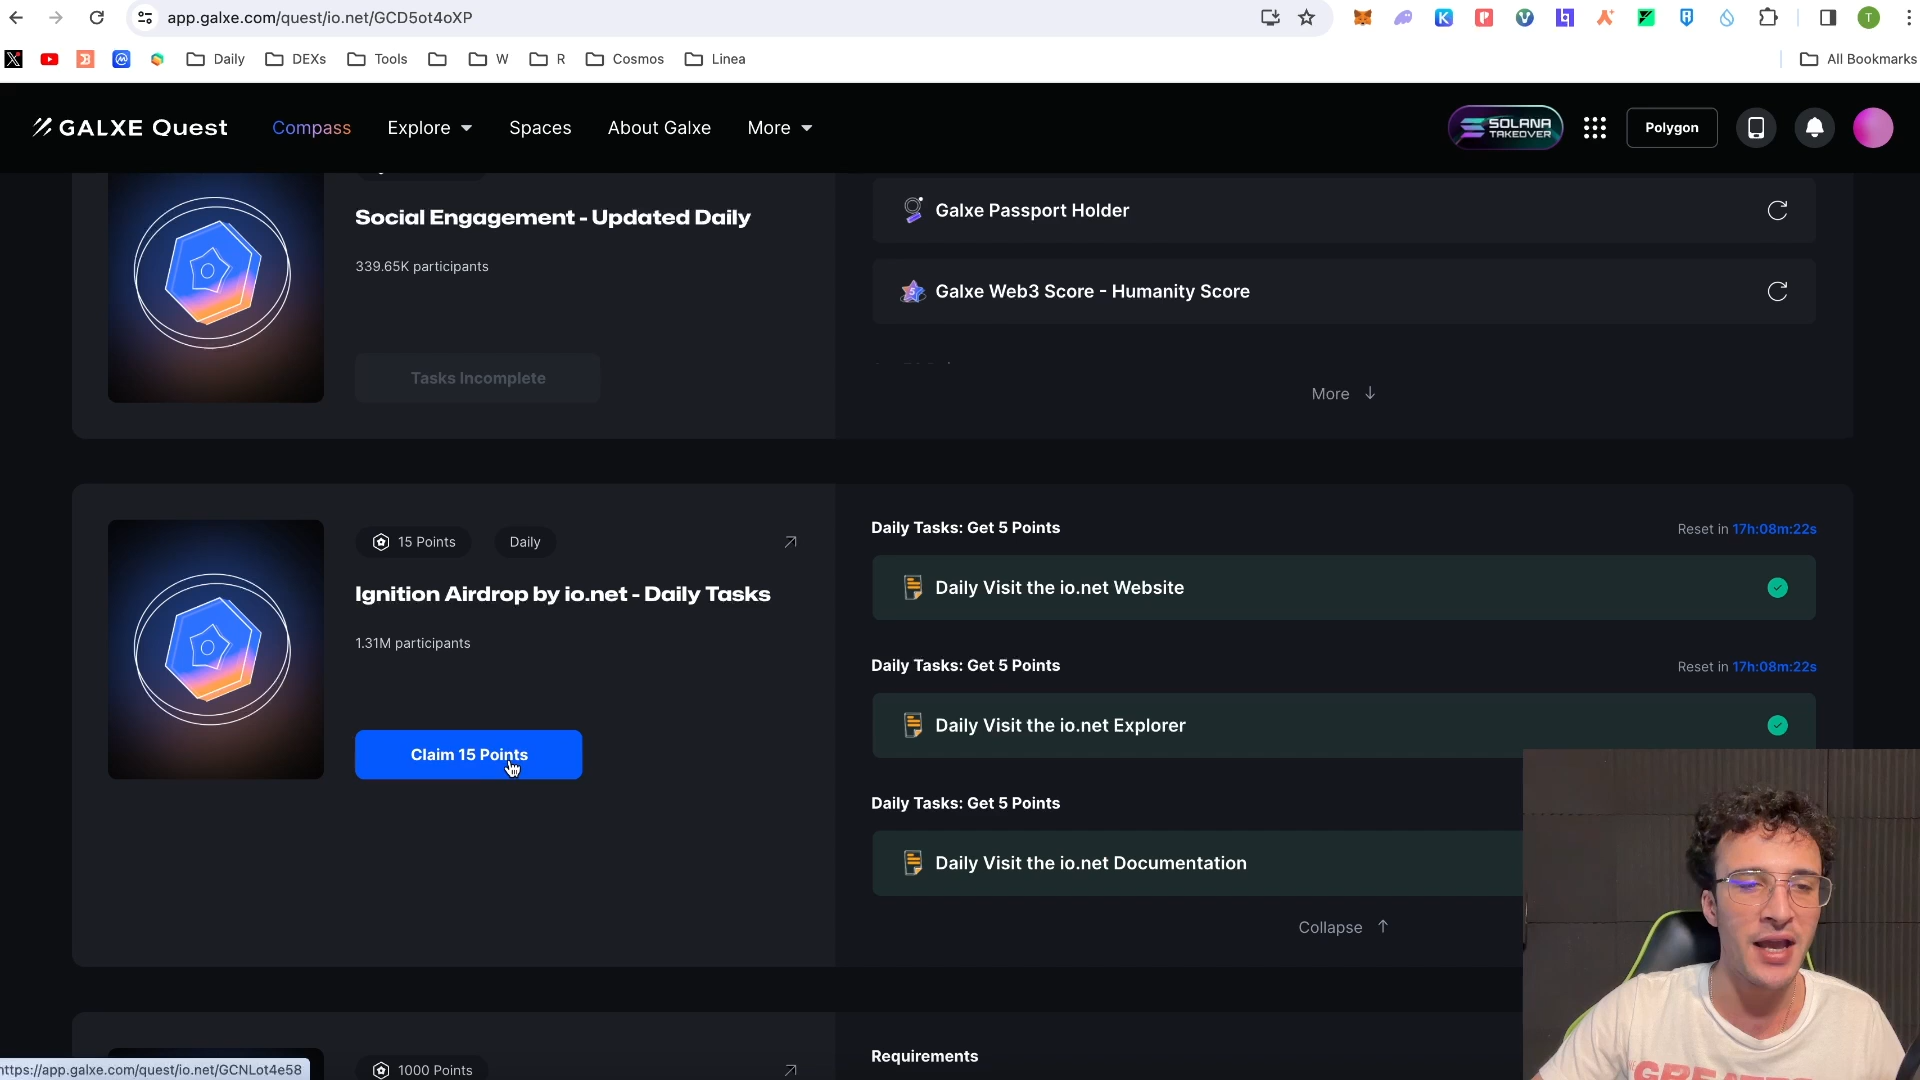 app.galxe.com/quest/io.net/GCD5ot4oXP
T
Daily
DEXs
Tools
W
R
Cosmos
Linea
All Bookmarks
GALXE Quest
Compass
Explore
Spaces
About Galxe
More
SOLANA
TAKEOVER
Polygon
Social Engagement - Updated Daily
339.65K participants
Tasks Incomplete
Galxe Passport Holder
Galxe Web3 Score - Humanity Score
More
15 Points
Daily
Ignition Airdrop by io.net - Daily Tasks
1.31M participants
Claim 15 Points
Daily Tasks: Get 5 Points
Reset in 17h:08m:22s
Daily Visit the io.net Website
Daily Tasks: Get 5 Points
Reset in 17h:08m:22s
Daily Visit the io.net Explorer
Daily Tasks: Get 5 Points
Daily Visit the io.net Documentation
Collapse
1000 Points
Requirements
https://app.galxe.com/quest/io.net/GCNLot4e58